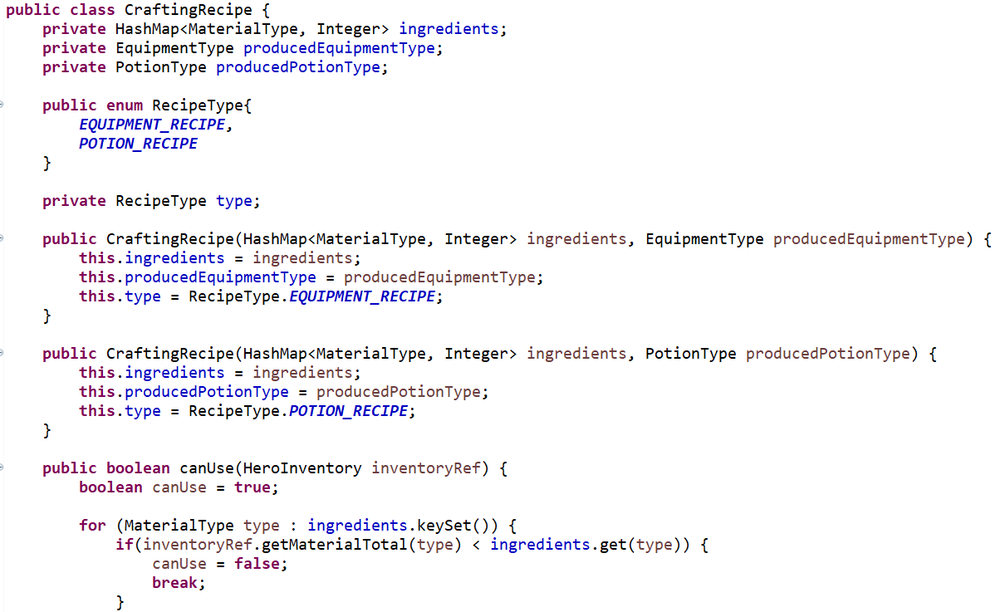 public class CraftingRecipe {
    private HashMap<MaterialType, Integer> ingredients;
    private EquipmentType producedEquipmentType;
    private PotionType producedPotionType;

    public enum RecipeType{
        EQUIPMENT_RECIPE,
        POTION_RECIPE
    }

    private RecipeType type;

    public CraftingRecipe(HashMap<MaterialType, Integer> ingredients, EquipmentType producedEquipmentType) {
        this.ingredients = ingredients;
        this.producedEquipmentType = producedEquipmentType;
        this.type = RecipeType.EQUIPMENT_RECIPE;
    }

    public CraftingRecipe(HashMap<MaterialType, Integer> ingredients, PotionType producedPotionType) {
        this.ingredients = ingredients;
        this.producedPotionType = producedPotionType;
        this.type = RecipeType.POTION_RECIPE;
    }

    public boolean canUse(HeroInventory inventoryRef) {
        boolean canUse = true;

        for (MaterialType type : ingredients.keySet()) {
            if(inventoryRef.getMaterialTotal(type) < ingredients.get(type)) {
                canUse = false;
                break;
            }